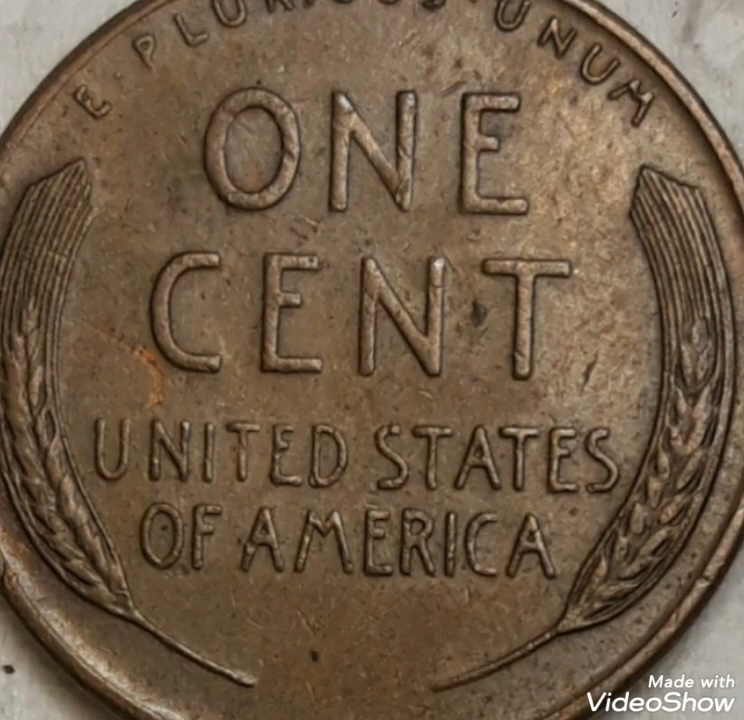 E · PLURIBUS · UNUM
ONE
CENT
UNITED STATES
OF AMERICA
Made with
VideoShow